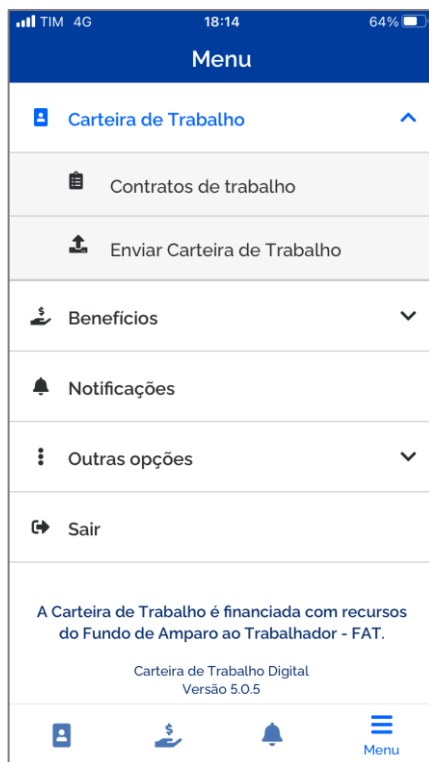 TIM 4G 18:14 64%
Menu
Carteira de Trabalho
Contratos de trabalho
Enviar Carteira de Trabalho
Benefícios
Notificações
Outras opções
Sair
A Carteira de Trabalho é financiada com recursos
do Fundo de Amparo ao Trabalhador - FAT.
Carteira de Trabalho Digital
Versão 5.0.5
Menu